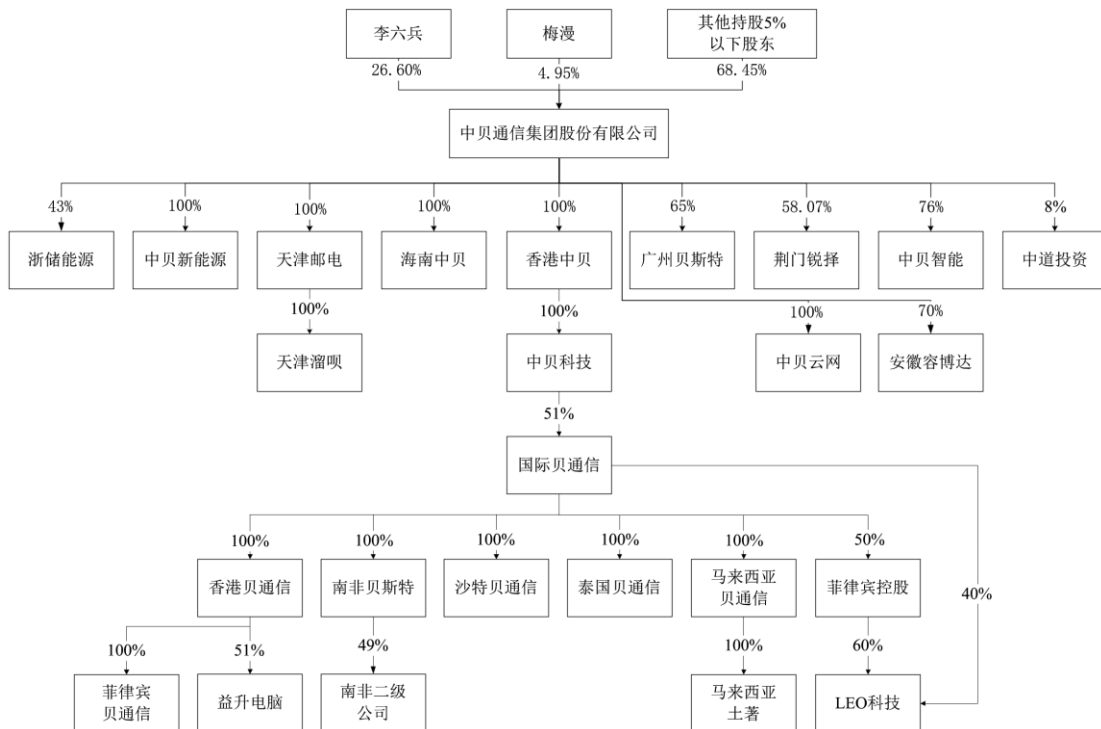 李六兵
梅漫
其他持股5%
以下股东
26.60%
4.95%
68.45%
中贝通信集团股份有限公司
43%
100%
100%
100%
100%
65%
58.07%
76%
8%
浙储能源
中贝新能源
天津邮电
海南中贝
香港中贝
广州贝斯特
荆门锐择
中贝智能
中道投资
100%
100%
100%
70%
天津溜呗
中贝科技
中贝云网
安徽容博达
51%
国际贝通信
100%
100%
100%
100%
100%
50%
40%
香港贝通信
南非贝斯特
沙特贝通信
泰国贝通信
马来西亚
贝通信
菲律宾控股
100%
51%
49%
100%
60%
菲律宾
贝通信
益升电脑
南非二级
公司
马来西亚
土著
LEO科技